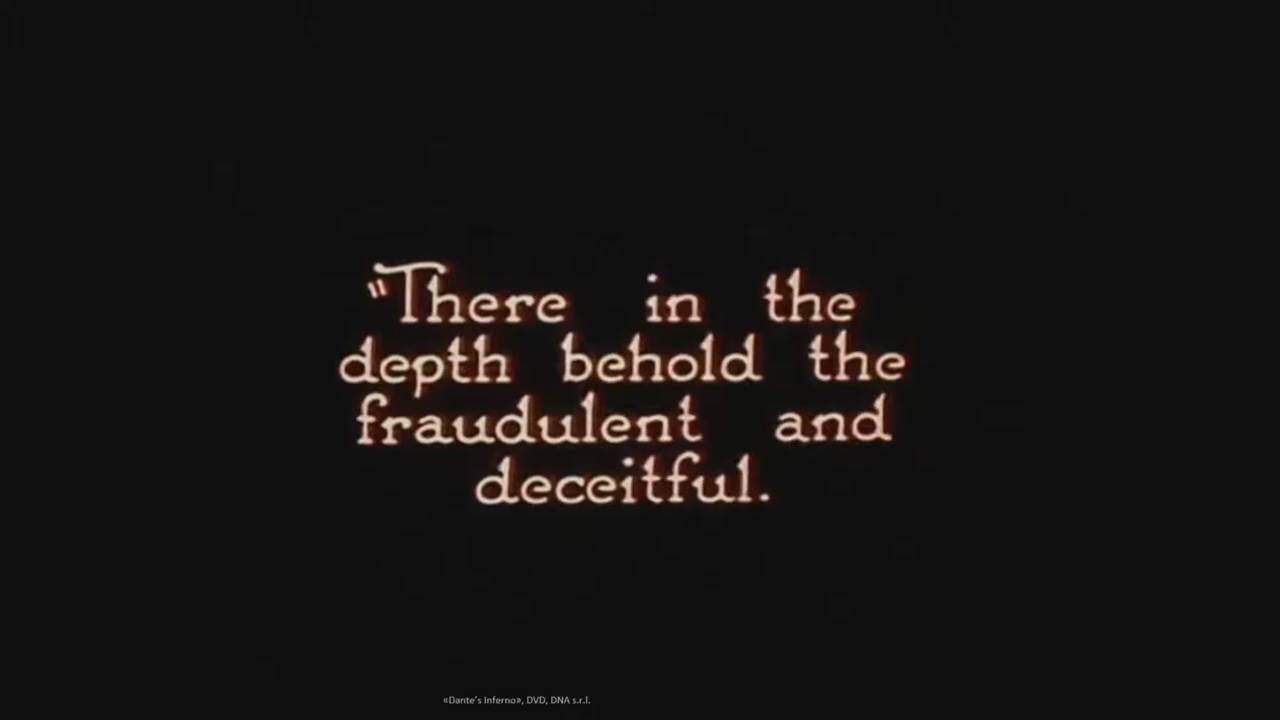 "There in the
depth behold the
fraudulent and
deceitful.
«Dante's Inferno», DVD, DNA s.r.l.